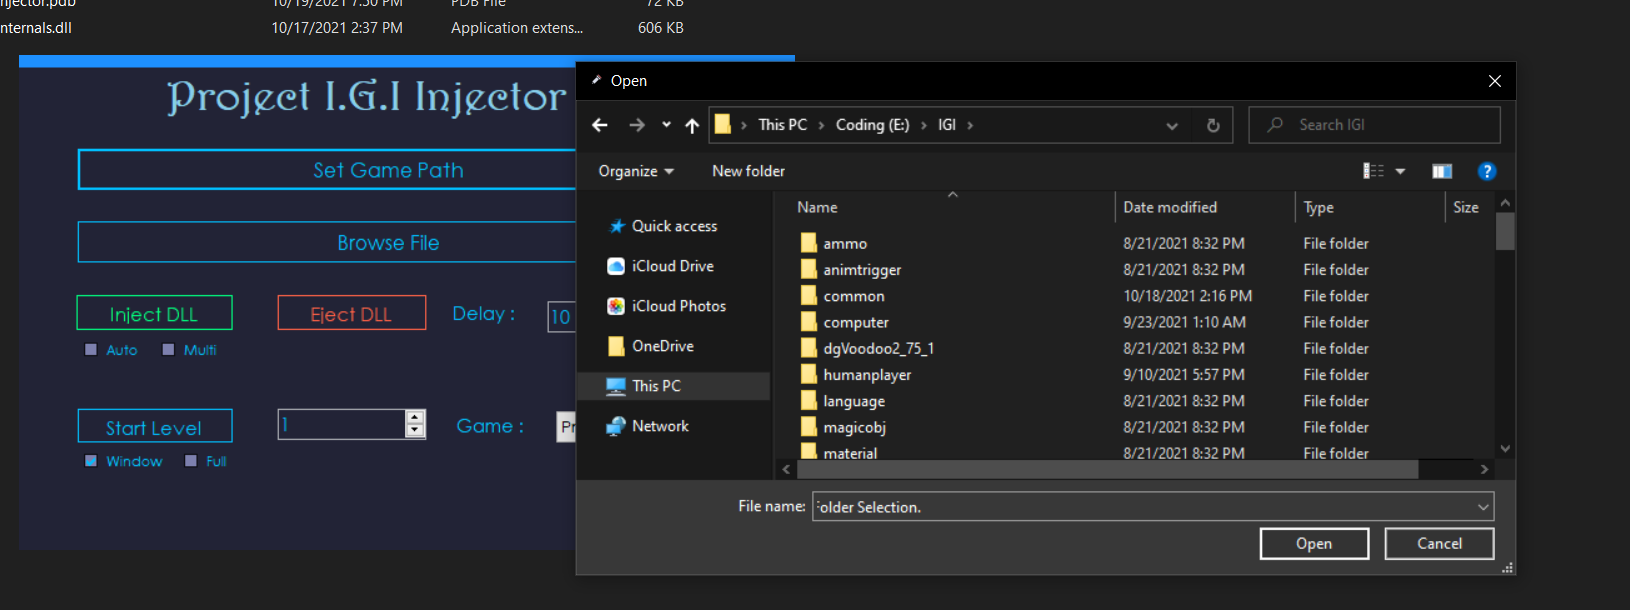 njector.pdb 10/19/2021 7:50 PM PDB File 72 KB
nternals.dll 10/17/2021 2:37 PM Application extens... 606 KB
Project I.G.I Injector
Set Game Path
Browse File
Inject DLL Eject DLL Delay : 10
Auto Multi
Start Level 1 Game : Pr
Window Full
Open
This PC Coding (E:) IGI Search IGI
Organize New folder
Name Date modified Type Size
Quick access
iCloud Drive
iCloud Photos
OneDrive
This PC
Network
ammo 8/21/2021 8:32 PM File folder
animtrigger 8/21/2021 8:32 PM File folder
common 10/18/2021 2:16 PM File folder
computer 9/23/2021 1:10 AM File folder
dgVoodoo2_75_1 8/21/2021 8:32 PM File folder
humanplayer 9/10/2021 5:57 PM File folder
language 8/21/2021 8:32 PM File folder
magicobj 8/21/2021 8:32 PM File folder
material 8/21/2021 8:32 PM File folder
File name: Folder Selection.
Open Cancel